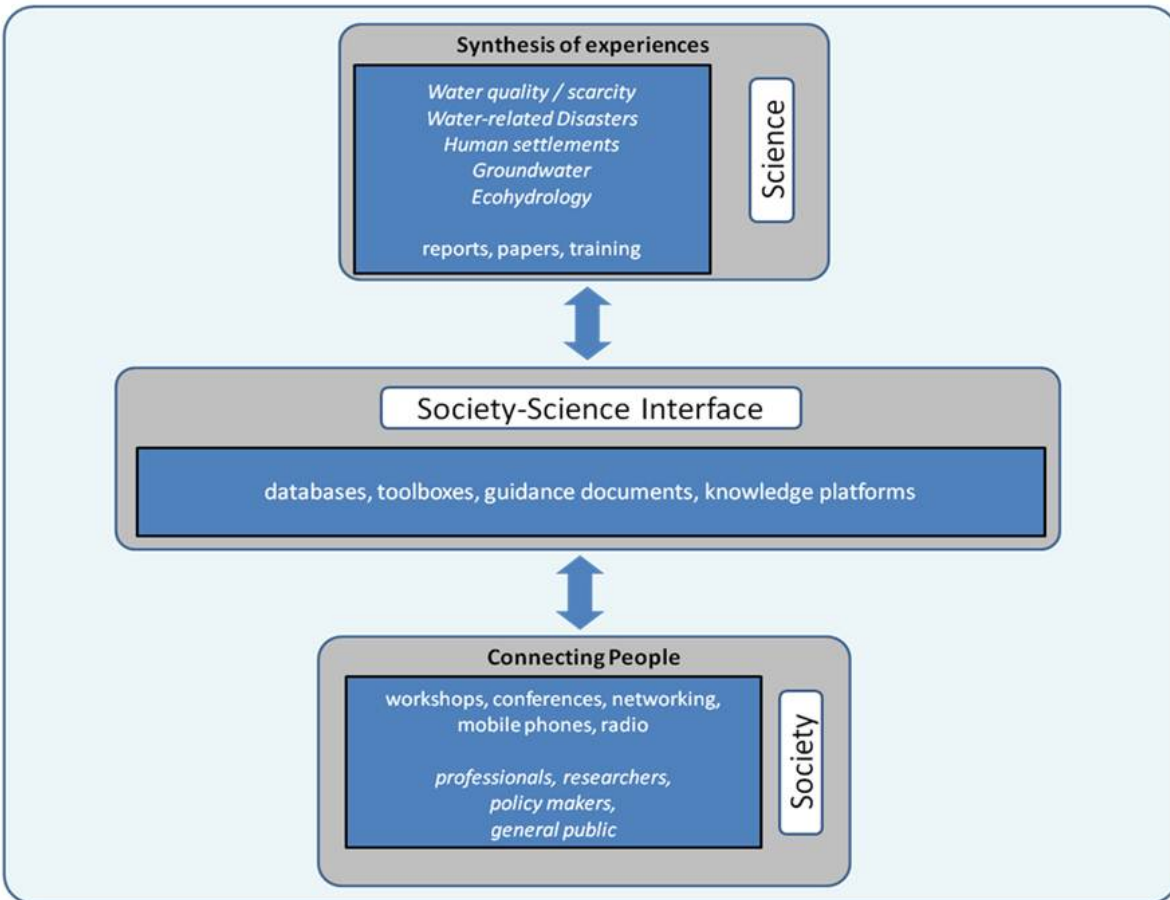 Synthesis of experiences
Water quality / scarcity
Water-related Disasters
Human settlements
Groundwater
Ecohydrology
reports, papers, training
Science
Society-Science Interface
databases, toolboxes, guidance documents, knowledge platforms
Connecting People
workshops, conferences, networking,
mobile phones, radio
professionals, researchers,
policy makers,
general public
Society